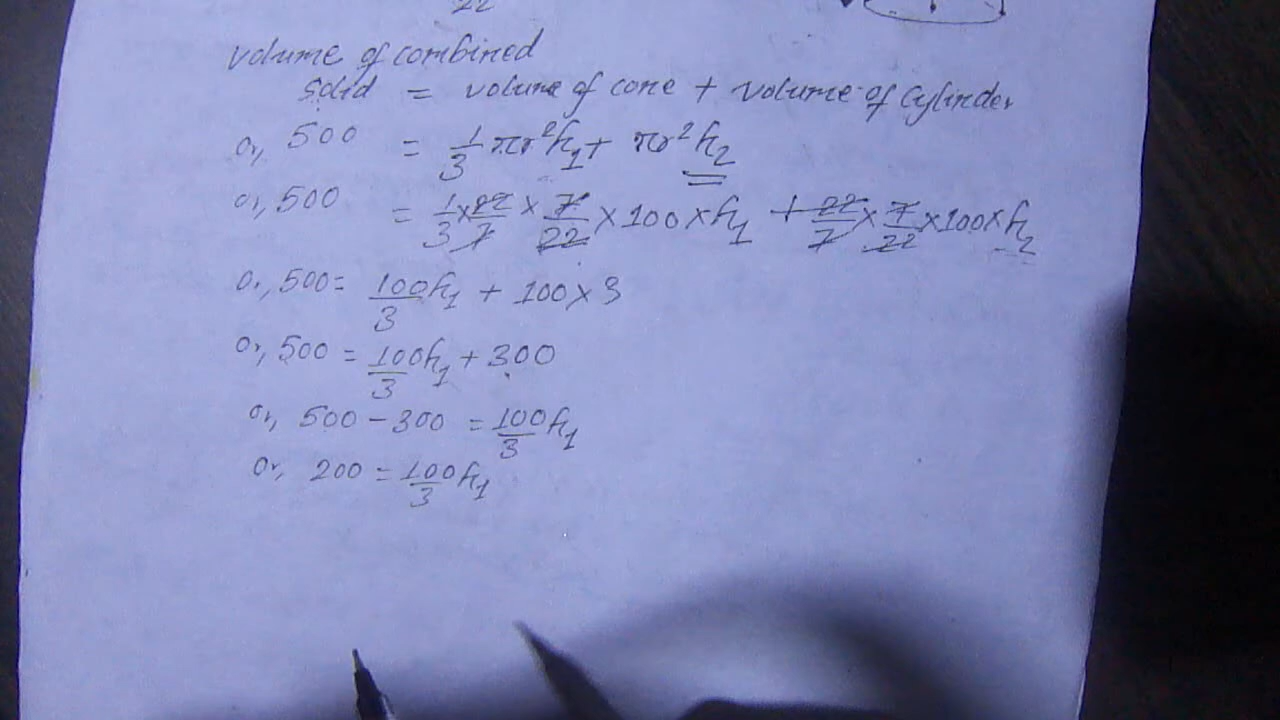 22
volume of combined
solid = volume of cone + volume of cylinder
or, 500 = 1/3 πr²h₁ + πr²h₂
or, 500 = 1/3 × 22/7 × 7/22 × 100 × h₁ + 22/7 × 7/22 × 100 × h₂
or, 500 = 100/3 h₁ + 100 × 3
or, 500 = 100/3 h₁ + 300
or, 500 - 300 = 100/3 h₁
or, 200 = 100/3 h₁